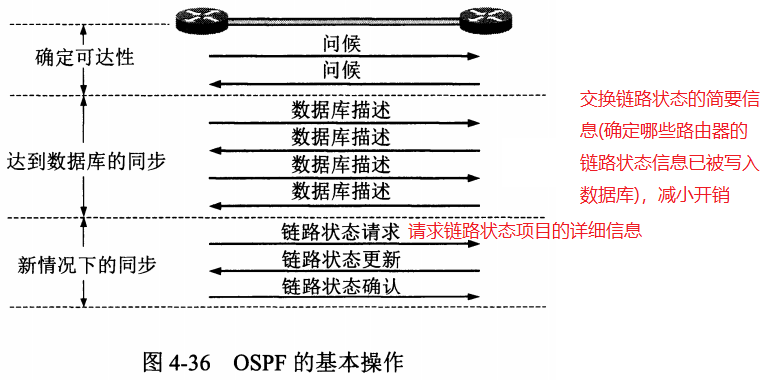 确定可达性
问候
问候
达到数据库的同步
数据库描述
数据库描述
数据库描述
数据库描述
交换链路状态的简要信
息(确定哪些路由器的
链路状态信息已被写入
数据库)，减小开销
新情况下的同步
链路状态请求 请求链路状态项目的详细信息
链路状态更新
链路状态确认
图 4-36 OSPF 的基本操作